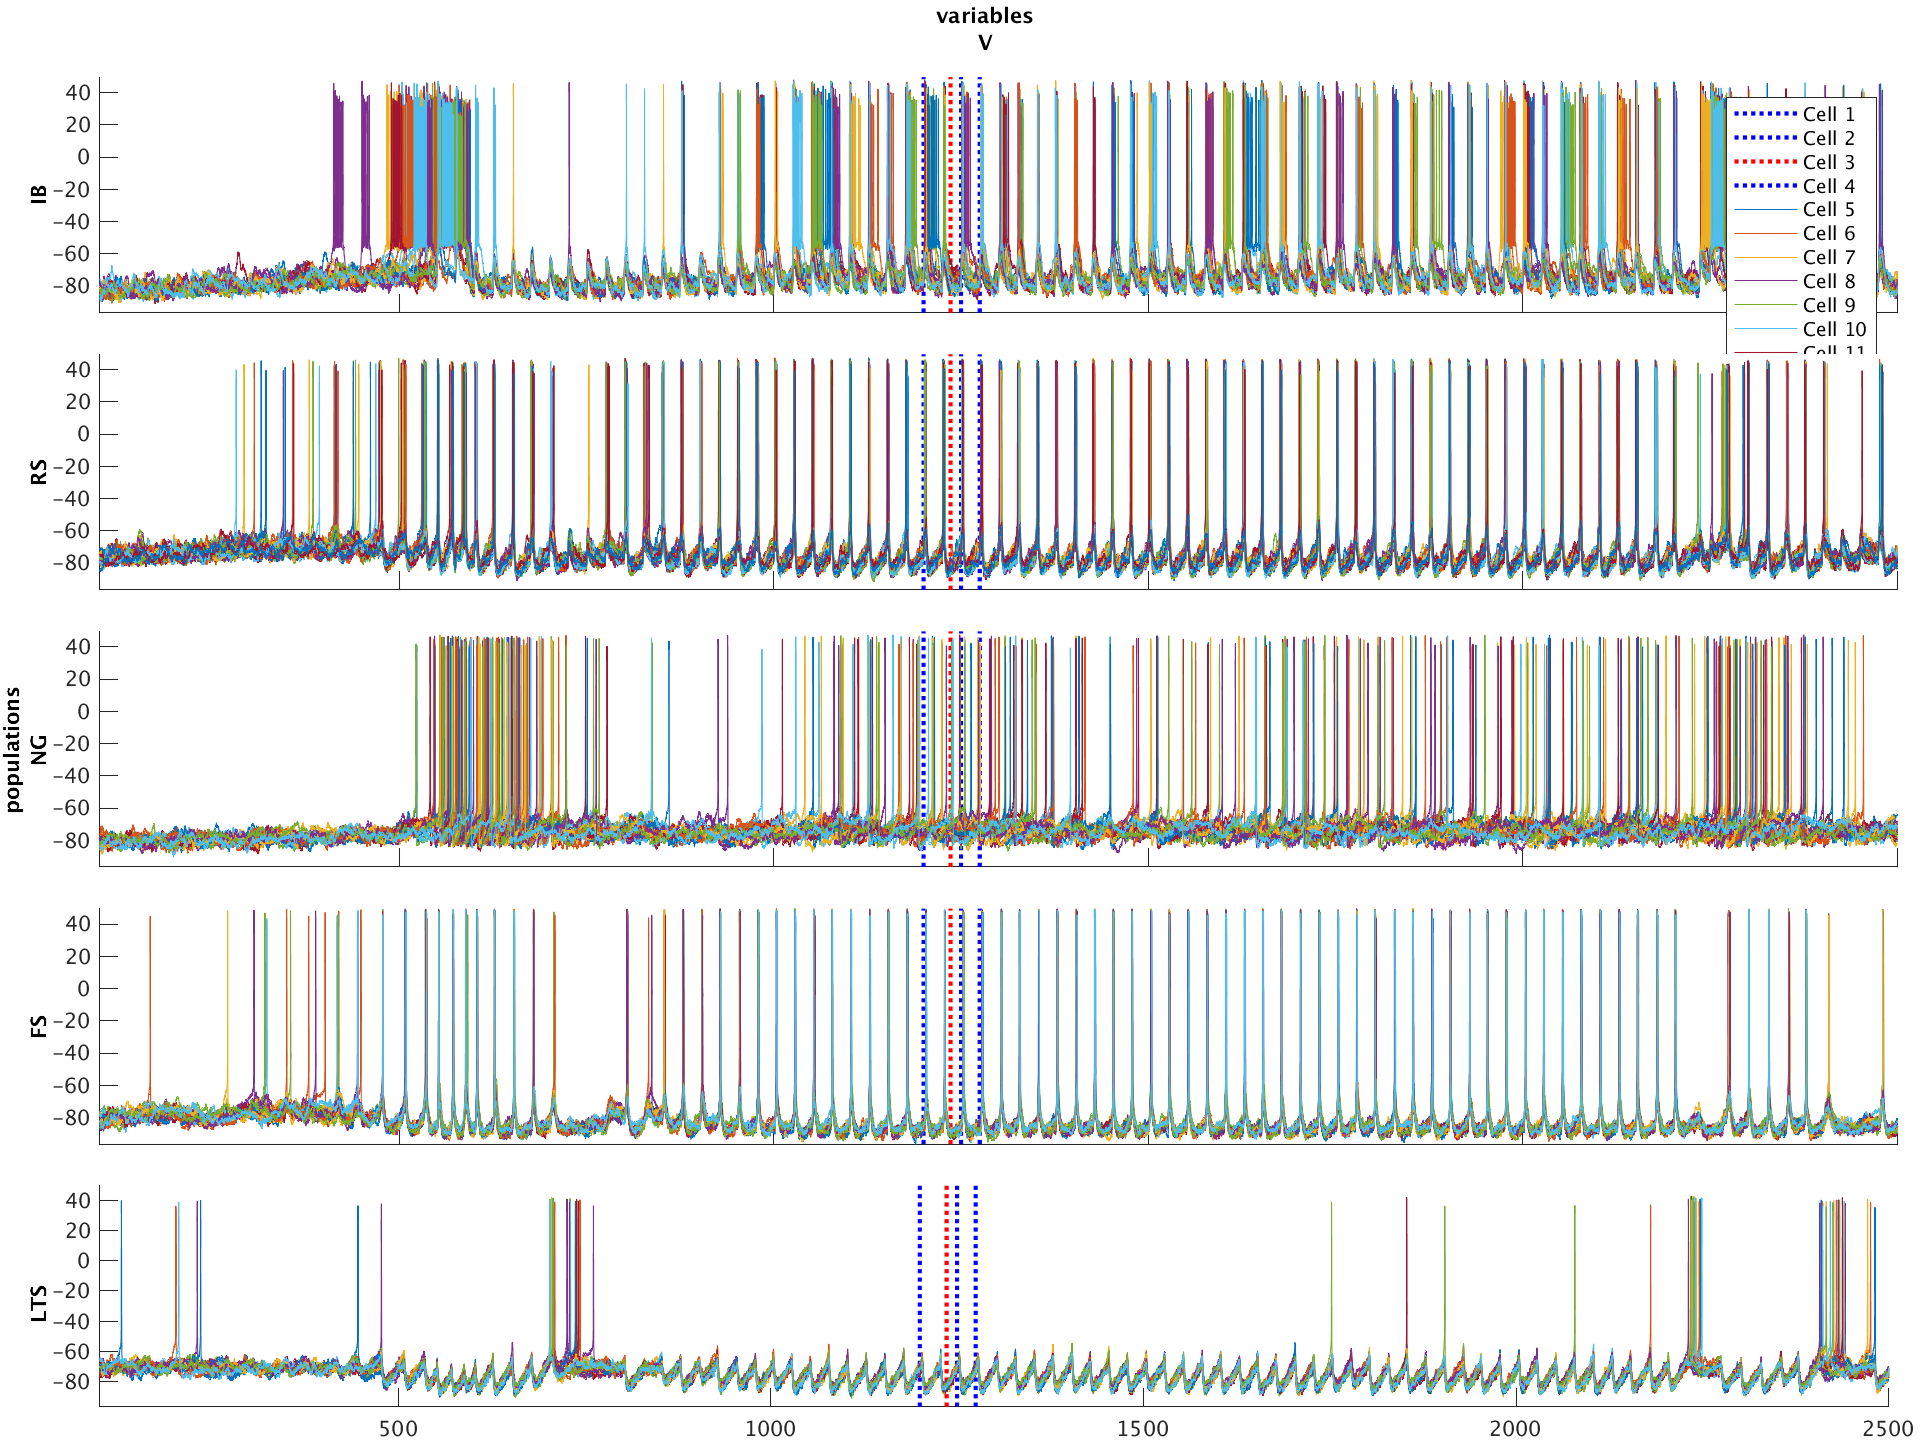 variables
V
populations
IB
40
20
0
−20
−40
−60
−80
Cell 1
Cell 2
Cell 3
Cell 4
Cell 5
Cell 6
Cell 7
Cell 8
Cell 9
Cell 10
Cell 11
RS
40
20
0
−20
−40
−60
−80
NG
40
20
0
−20
−40
−60
−80
FS
40
20
0
−20
−40
−60
−80
LTS
40
20
0
−20
−40
−60
−80
500 1000 1500 2000 2500